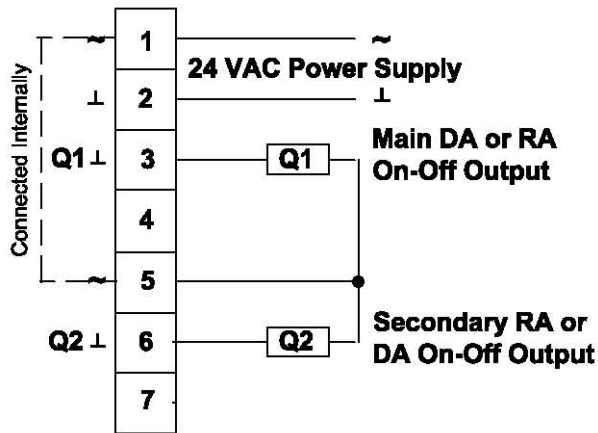 Connected Internally
~ 1 ~
24 VAC Power Supply
⊥ 2 ⊥
Q1 ⊥ 3 Q1
Main DA or RA
On-Off Output
4
~ 5
Q2 ⊥ 6 Q2
Secondary RA or
DA On-Off Output
7